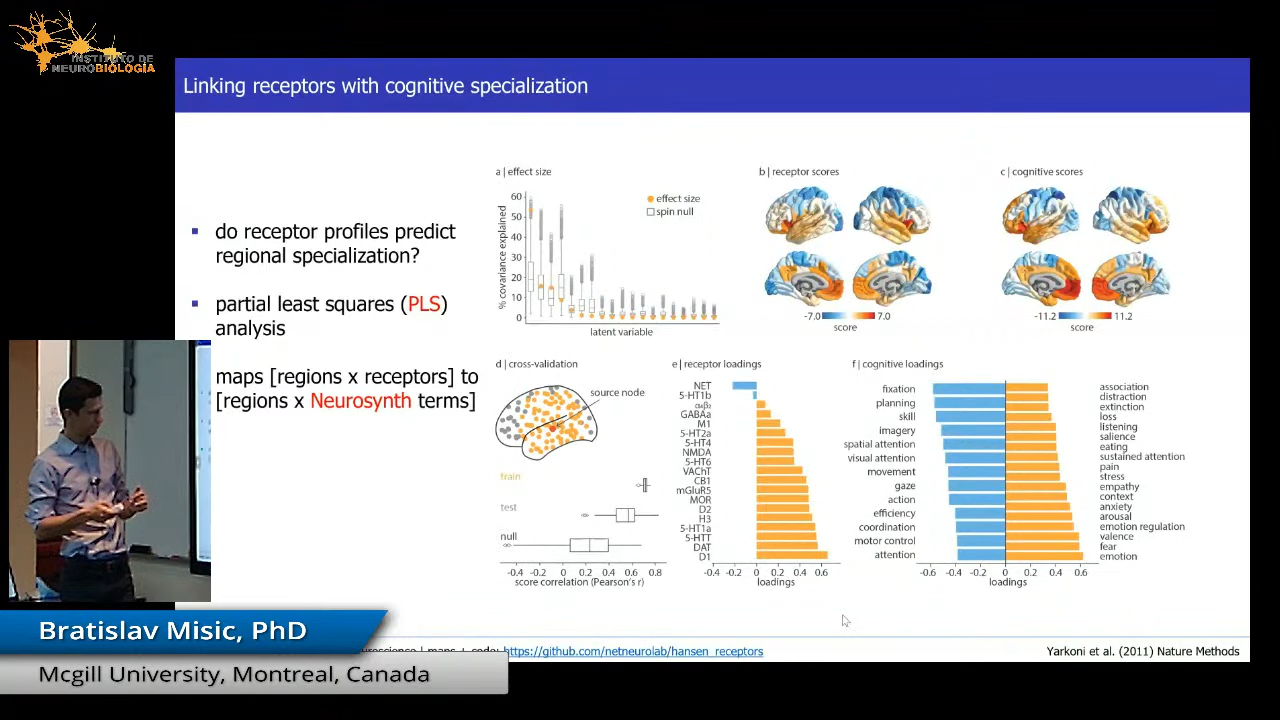 INSTITUTO DE
NEUROBIOLOGÍA
Linking receptors with cognitive specialization
do receptor profiles predict
regional specialization?
partial least squares (PLS)
analysis
maps [regions x receptors] to
[regions x Neurosynth terms]
a | effect size
% covariance explained
60
50
40
30
20
10
0
effect size
spin null
latent variable
b | receptor scores
-7.0 7.0
score
c | cognitive scores
-11.2 11.2
score
d | cross-validation
source node
train
test
null
-0.4 -0.2 0 0.2 0.4 0.6 0.8
score correlation (Pearson's r)
e | receptor loadings
NET
5-HT1b
α₄β₂
GABAa
M1
5-HT2a
5-HT4
NMDA
5-HT6
VAChT
CB1
mGluR5
MOR
D2
H3
5-HT1a
5-HTT
DAT
D1
-0.4 -0.2 0 0.2 0.4 0.6
loadings
f | cognitive loadings
fixation
planning
skill
imagery
spatial attention
visual attention
movement
gaze
action
efficiency
coordination
motor control
attention
association
distraction
extinction
loss
listening
salience
eating
sustained attention
pain
stress
empathy
context
anxiety
arousal
emotion regulation
valence
fear
emotion
-0.6 -0.4 -0.2 0 0.2 0.4 0.6
loadings
Bratislav Misic, PhD
Mcgill University, Montreal, Canada
| maps + code: https://github.com/netneurolab/hansen_receptors
Yarkoni et al. (2011) Nature Methods